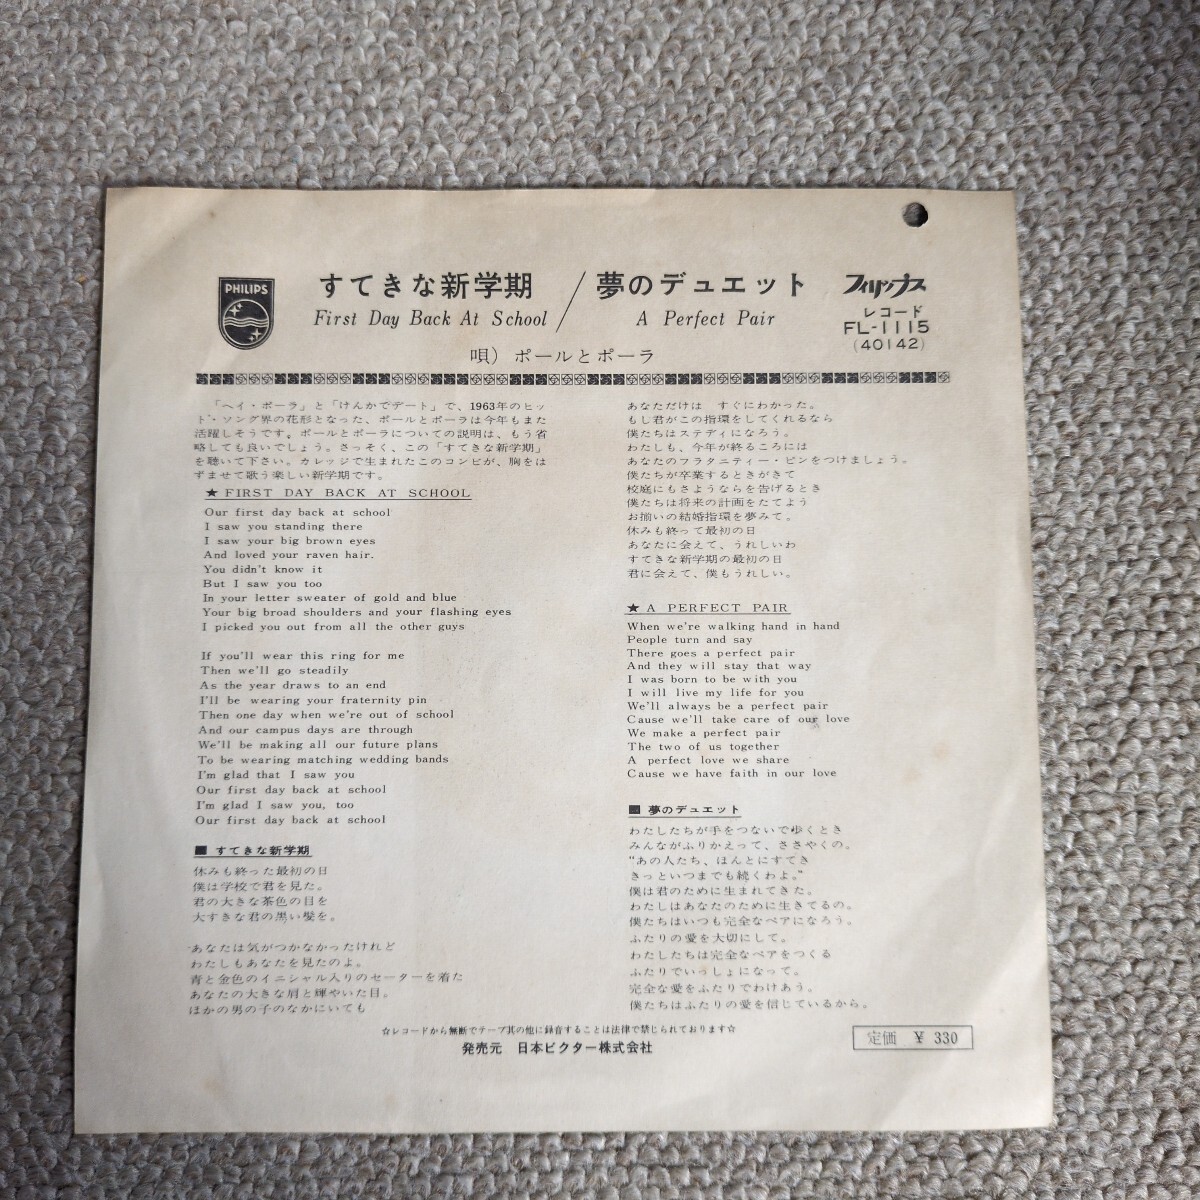 PHILIPS
すてきな新学期 / 夢のデュエット
First Day Back At School / A Perfect Pair
フィリップス
レコード
FL-1115
(40142)
唄) ポールとポーラ
「ヘイ・ポーラ」と「けんかでデート」で、1963年のヒッ
ト・ソング界の花形となった、ポールとポーラは今年もまた
活躍しそうです。ポールとポーラについての説明は、もう省
略しても良いでしょう。さっそく、この「すてきな新学期」
を聴いて下さい。カレッジで生まれたこのコンビが、胸をは
ずませて歌う楽しい新学期です。
★ FIRST DAY BACK AT SCHOOL
Our first day back at school
I saw you standing there
I saw your big brown eyes
And loved your raven hair.
You didn't know it
But I saw you too
In your letter sweater of gold and blue
Your big broad shoulders and your flashing eyes
I picked you out from all the other guys
If you'll wear this ring for me
Then we'll go steadily
As the year draws to an end
I'll be wearing your fraternity pin
Then one day when we're out of school
And our campus days are through
We'll be making all our future plans
To be wearing matching wedding bands
I'm glad that I saw you
Our first day back at school
I'm glad I saw you, too
Our first day back at school
■ すてきな新学期
休みも終った最初の日
僕は学校で君を見た。
君の大きな茶色の目を
大すきな君の黒い髪を。
あなたは気がつかなかったけれど
わたしもあなたを見たのよ。
青と金色のイニシャル入りのセーターを着た
あなたの大きな肩と輝やいた目。
ほかの男の子のなかにいても
あなただけは すぐにわかった。
もし君がこの指環をしてくれるなら
僕たちはステディになろう。
わたしも、今年が終るころには
あなたのフラタニティー・ピンをつけましょう。
僕たちが卒業するときがきて
校庭にもさようならを告げるとき
僕たちは将来の計画をたてよう
お揃いの結婚指環を夢みて。
休みも終って最初の日
あなたに会えて、うれしいわ
すてきな新学期の最初の日
君に会えて、僕もうれしい。
★ A PERFECT PAIR
When we're walking hand in hand
People turn and say
There goes a perfect pair
And they will stay that way
I was born to be with you
I will live my life for you
We'll always be a perfect pair
Cause we'll take care of our love
We make a perfect pair
The two of us together
A perfect love we share
Cause we have faith in our love
■ 夢のデュエット
わたしたちが手をつないで歩くとき
みんながふりかえって、ささやくの。
“あの人たち、ほんとにすてき
きっといつまでも続くわよ。”
僕は君のために生まれてきた。
わたしはあなたのために生きてるの。
僕たちはいつも完全なペアになろう。
ふたりの愛を大切にして。
わたしたちは完全なペアをつくる
ふたりでいっしょになって。
完全な愛をふたりでわけあう。
僕たちはふたりの愛を信じているから。
☆レコードから無断でテープ其の他に録音することは法律で禁じられております☆
発売元 日本ビクター株式会社
定価 ¥ 330